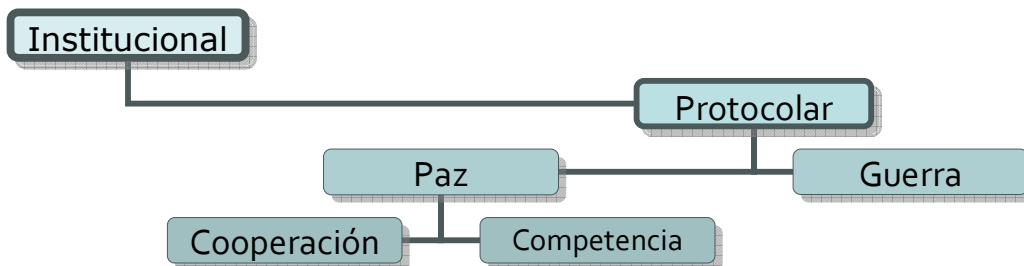 Institucional
Protocolar
Paz
Guerra
Cooperación
Competencia